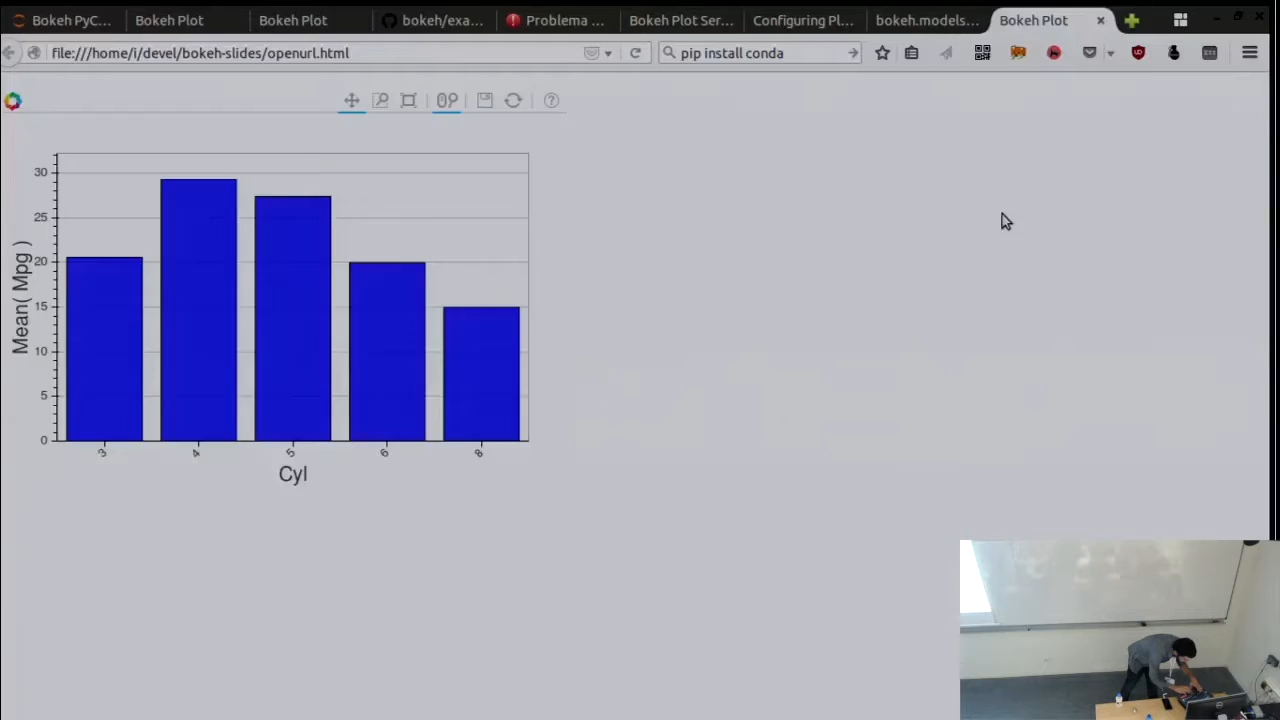 Bokeh PyC... Bokeh Plot Bokeh Plot bokeh/exa... Problema ... Bokeh Plot Ser... Configuring Pl... bokeh.models... Bokeh Plot
file:///home/i/devel/bokeh-slides/openurl.html pip install conda
30
25
20
15
10
5
0
Mean( Mpg )
3 4 5 6 8
Cyl